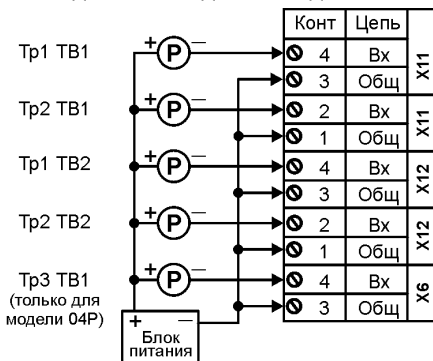 Конт Цепь
Тр1 ТВ1 + P − 4 Вх X11
3 Общ
Тр2 ТВ1 + P − 2 Вх X11
1 Общ
Тр1 ТВ2 + P − 4 Вх X12
3 Общ
Тр2 ТВ2 + P − 2 Вх X12
1 Общ
Тр3 ТВ1 + P − 4 Вх X6
(только для
модели 04Р) 3 Общ
+ −
Блок
питания